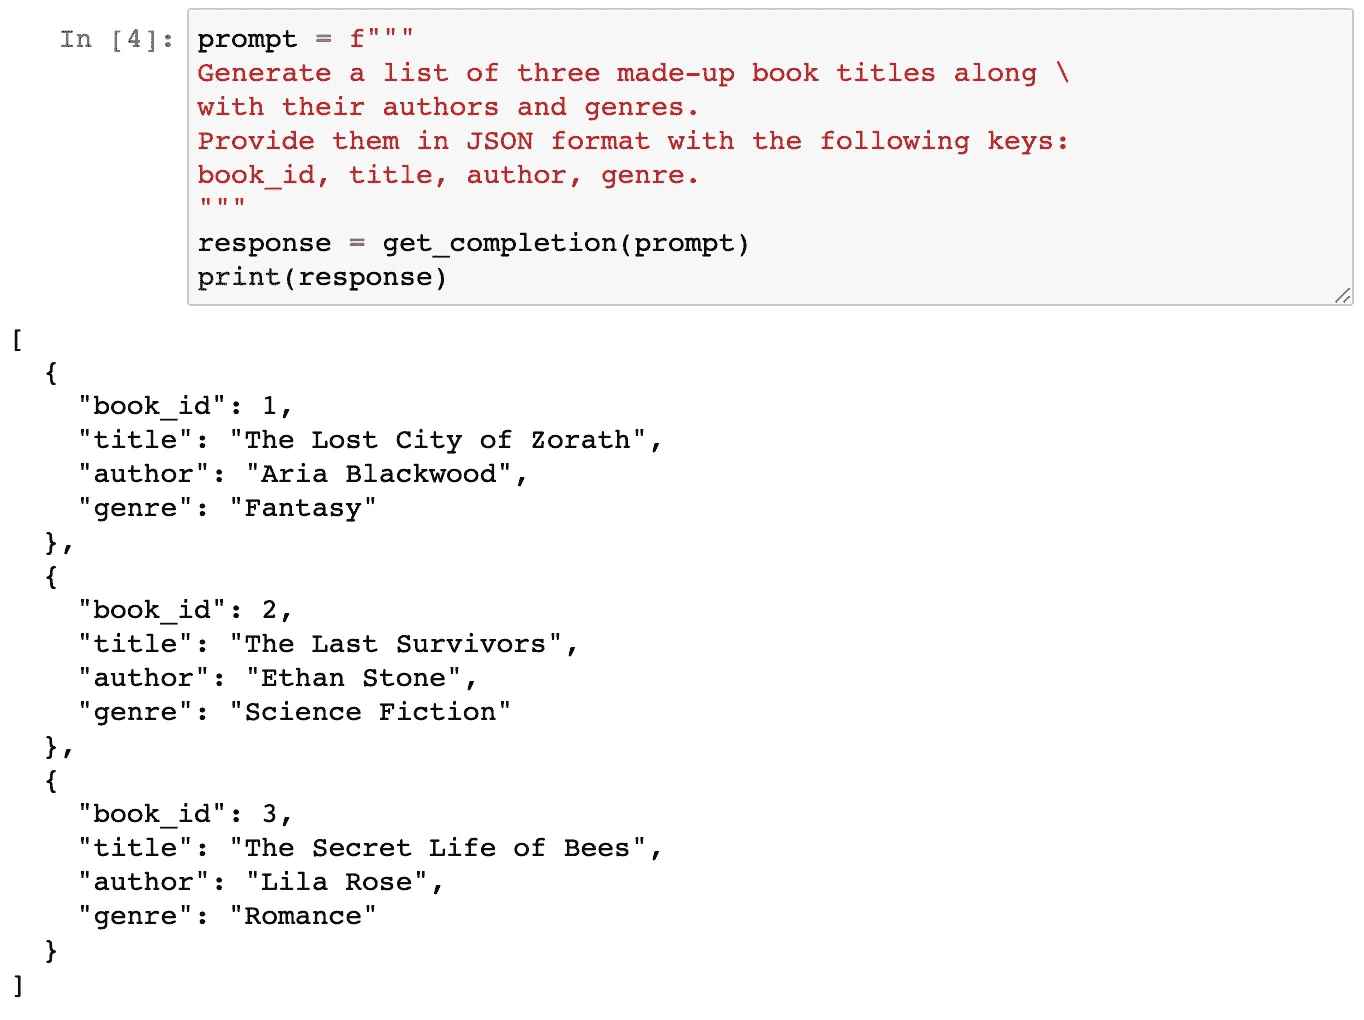 In [4]: prompt = f"""
Generate a list of three made-up book titles along \
with their authors and genres.
Provide them in JSON format with the following keys:
book_id, title, author, genre.
"""
response = get_completion(prompt)
print(response)
[
  {
    "book_id": 1,
    "title": "The Lost City of Zorath",
    "author": "Aria Blackwood",
    "genre": "Fantasy"
  },
  {
    "book_id": 2,
    "title": "The Last Survivors",
    "author": "Ethan Stone",
    "genre": "Science Fiction"
  },
  {
    "book_id": 3,
    "title": "The Secret Life of Bees",
    "author": "Lila Rose",
    "genre": "Romance"
  }
]